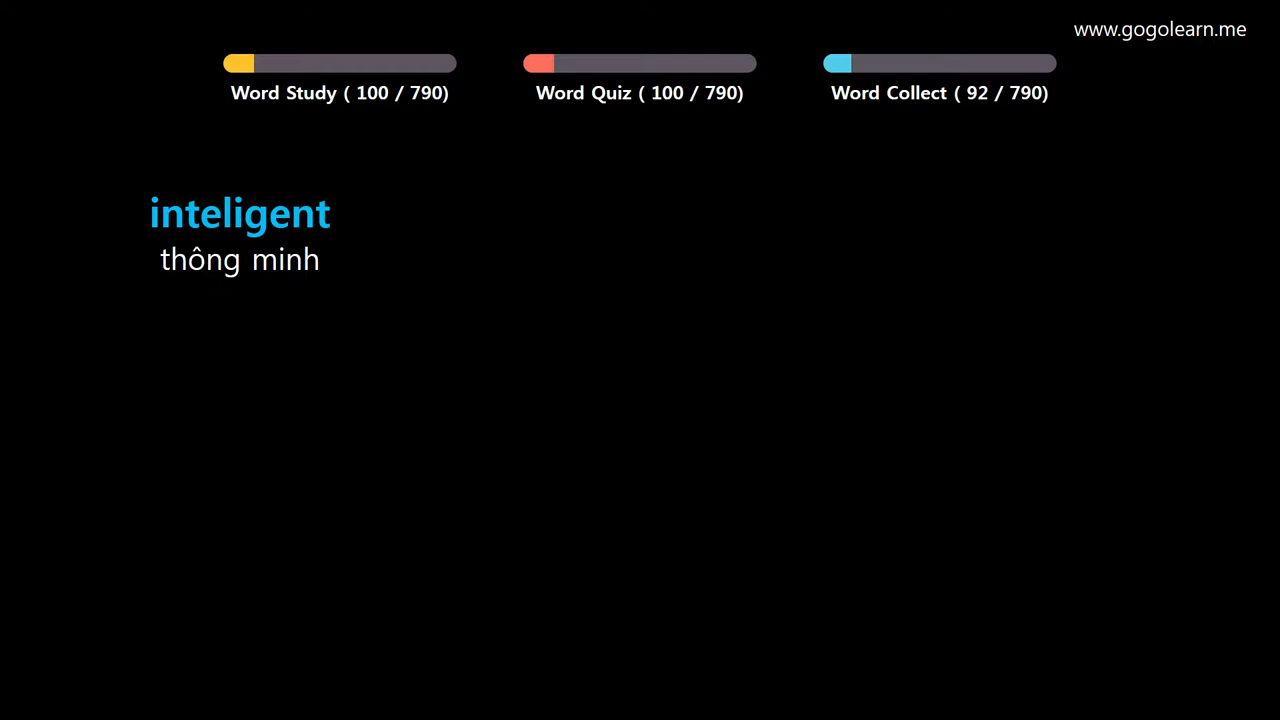 www.gogolearn.me
Word Study ( 100 / 790)
Word Quiz ( 100 / 790)
Word Collect ( 92 / 790)
inteligent
thông minh